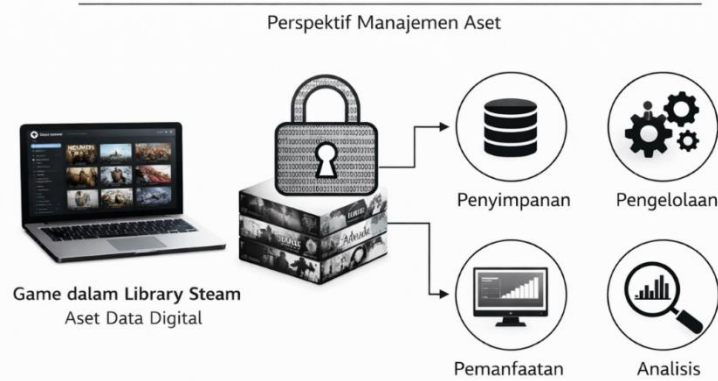 Perspektif Manajemen Aset
Penyimpanan
Pengelolaan
Game dalam Library Steam
Aset Data Digital
Pemanfaatan
Analisis